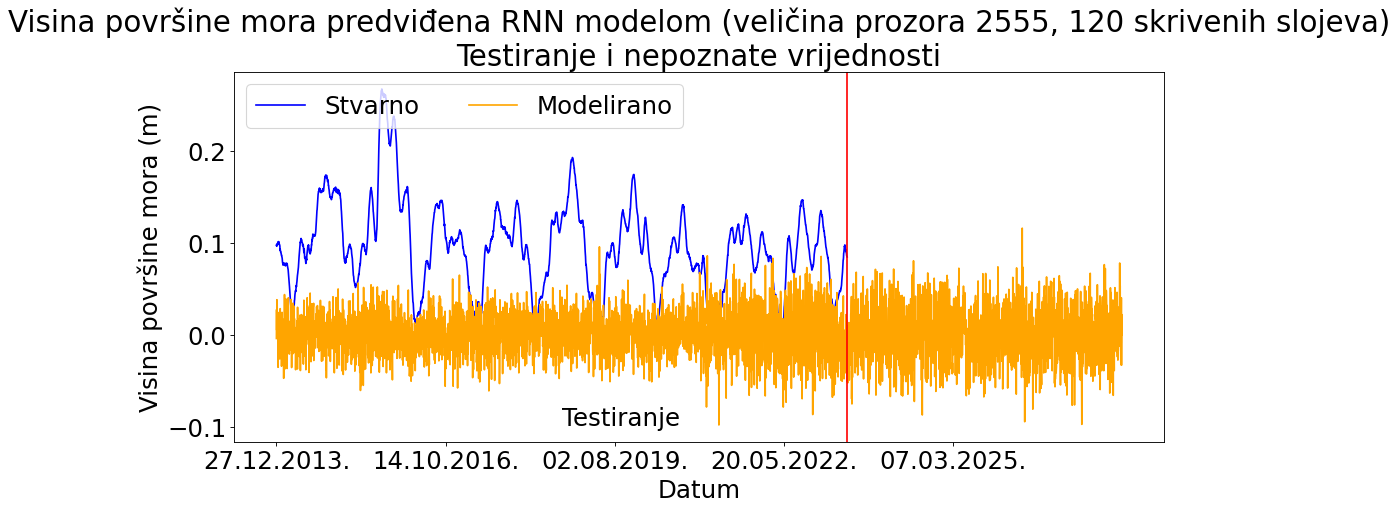 Visina površine mora predviđena RNN modelom (veličina prozora 2555, 120 skrivenih slojeva)
Testiranje i nepoznate vrijednosti
Stvarno Modelirano
Visina površine mora (m)
0.2
0.1
0.0
−0.1
Testiranje
27.12.2013. 14.10.2016. 02.08.2019. 20.05.2022. 07.03.2025.
Datum